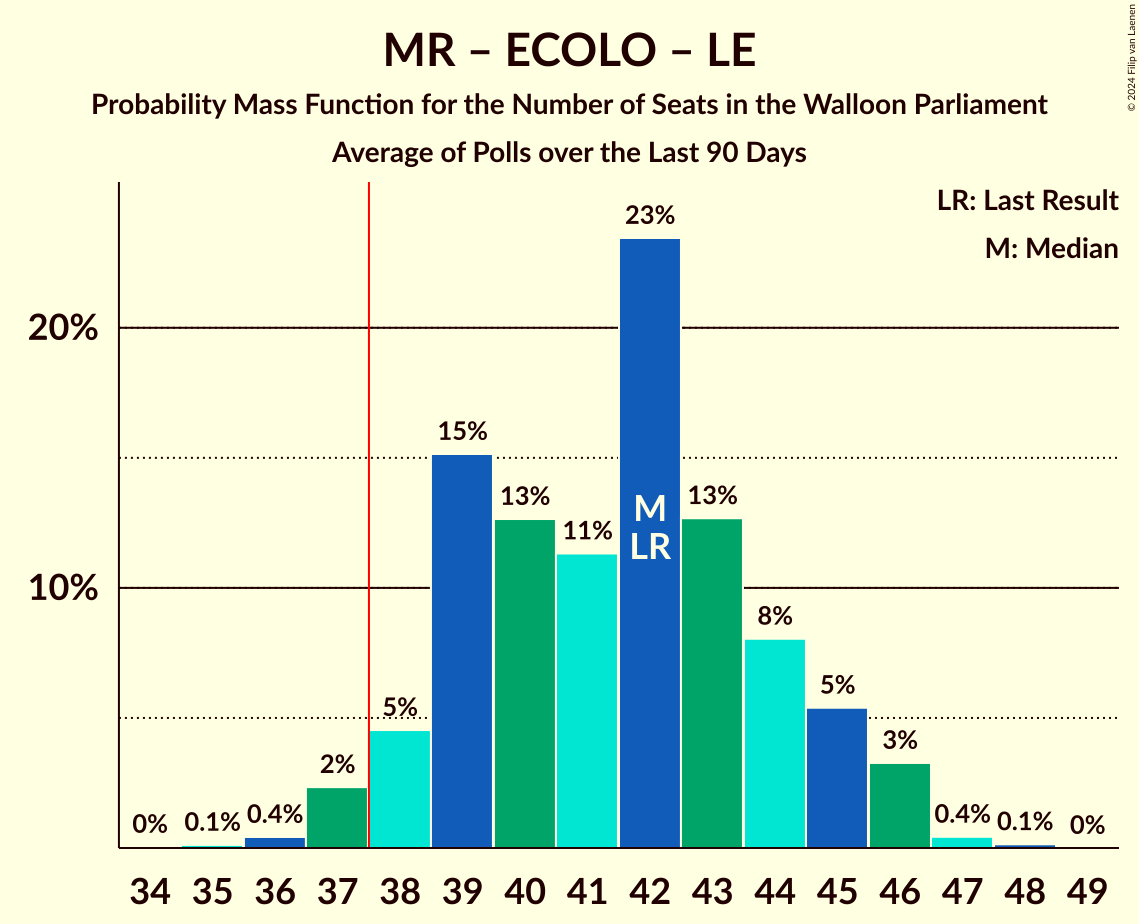 MR – ECOLO – LE
Probability Mass Function for the Number of Seats in the Walloon Parliament
Average of Polls over the Last 90 Days
© 2024 Filip van Laenen
LR: Last Result
M: Median
20%
10%
0%
0.1%
0.4%
2%
5%
15%
13%
11%
23%
13%
8%
5%
3%
0.4%
0.1%
0%
M
LR
34 35 36 37 38 39 40 41 42 43 44 45 46 47 48 49